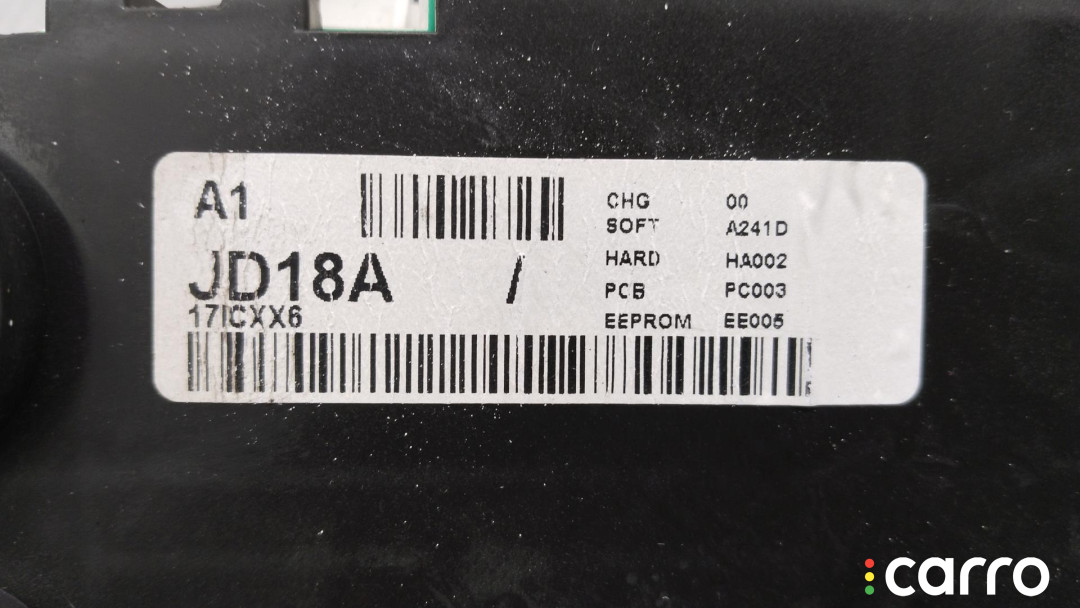 A1
JD18A /
17ICXX6
CHG 00
SOFT A241D
HARD HA002
PCB PC003
EEPROM EE005
carro